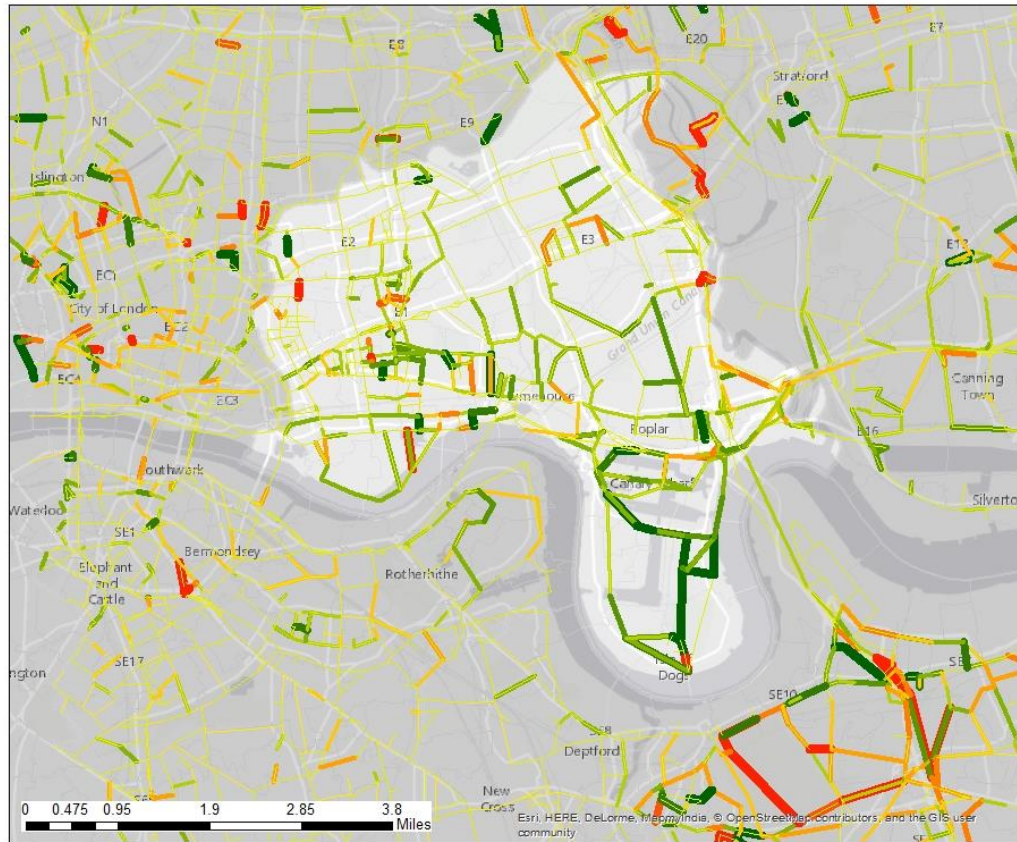 E8
E20
E7
Stratford
N1
E9
Islington
E2
E3
E13
EC1
City of London
EC2
E1
Grand Union Canal
EC4
EC3
Limehouse
Canning
Town
Poplar
E16
Southwark
Canary Wharf
Waterloo
Silverto
SE1
Bermondsey
Elephant
and
Castle
Rotherhithe
SE17
ngton
Dogs
SE10
SE8
Deptford
New
Cross
0 0.475 0.95 1.9 2.85 3.8
Miles
Esri, HERE, DeLorme, MapmyIndia, © OpenStreetMap contributors, and the GIS user
community